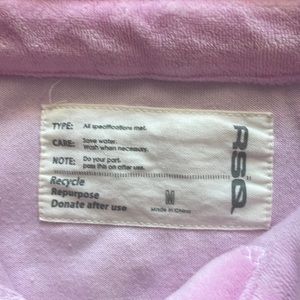 TYPE: All specifications met.
CARE: Save water.
Wash when necessary.
NOTE: Do your part.
pass this on after use.
Recycle
Repurpose
Donate after use
M
Made in China
RSQ